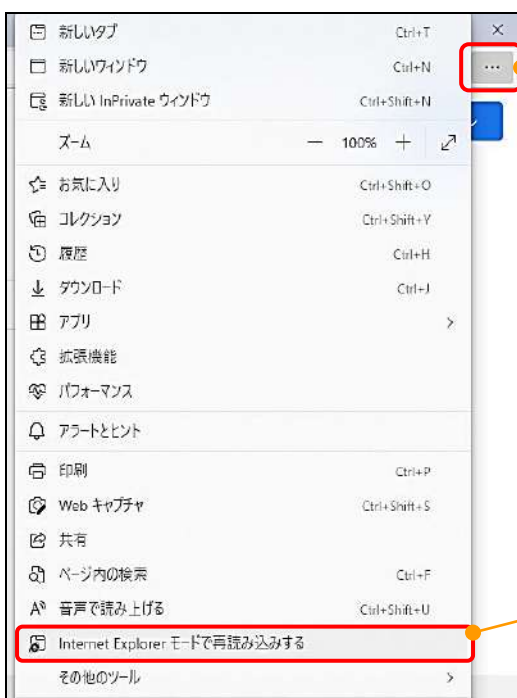 新しいタブ Ctrl+T
新しいウィンドウ Ctrl+N
新しい InPrivate ウィンドウ Ctrl+Shift+N
ズーム — 100% +
お気に入り Ctrl+Shift+O
コレクション Ctrl+Shift+Y
履歴 Ctrl+H
ダウンロード Ctrl+J
アプリ
拡張機能
パフォーマンス
アラートとヒント
印刷 Ctrl+P
Web キャプチャ Ctrl+Shift+S
共有
ページ内の検索 Ctrl+F
音声で読み上げる Ctrl+Shift+U
Internet Explorer モードで再読み込みする
その他のツール